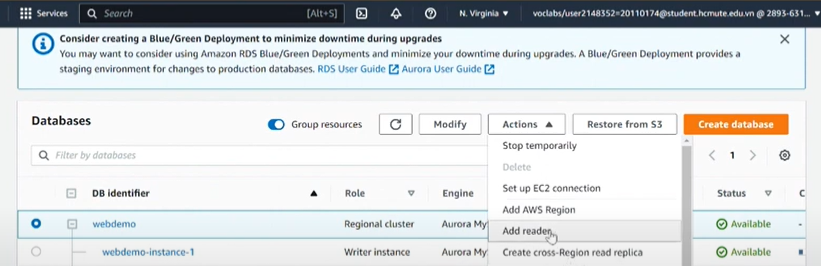 Services
Search
[Alt+S]
N. Virginia
voclabs/user2148352=20110174@student.hcmute.edu.vn @ 2893-631...
Consider creating a Blue/Green Deployment to minimize downtime during upgrades
You may want to consider using Amazon RDS Blue/Green Deployments and minimize your downtime during upgrades. A Blue/Green Deployment provides a
staging environment for changes to production databases. RDS User Guide Aurora User Guide
Databases
Group resources
Modify
Actions
Restore from S3
Create database
Filter by databases
1
Stop temporarily
Delete
Set up EC2 connection
Add AWS Region
Add reader
Create cross-Region read replica
DB identifier
Role
Engine
Status
C
webdemo
Regional cluster
Aurora My
Available
-
webdemo-instance-1
Writer instance
Aurora My
Available